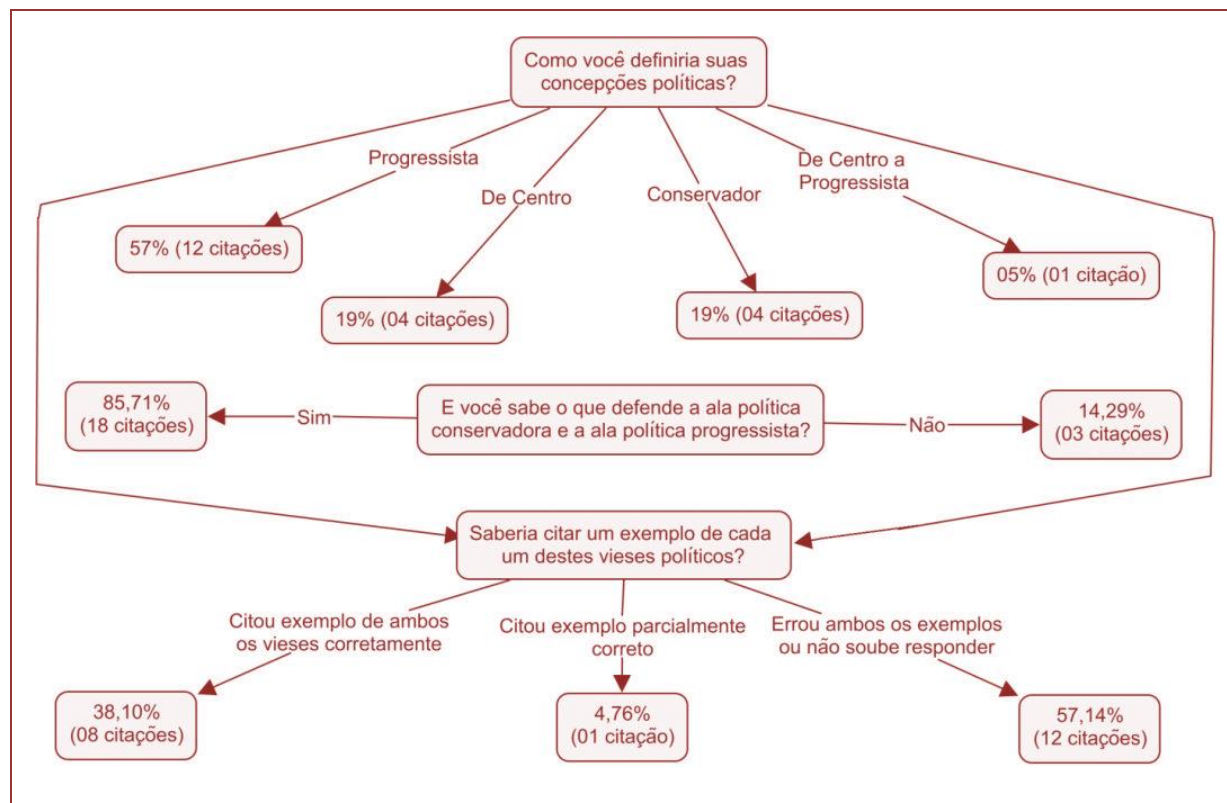 Como você definiria suas
concepções políticas?
Progressista
De Centro
Conservador
De Centro a
Progressista
57% (12 citações)
19% (04 citações)
19% (04 citações)
05% (01 citação)
85,71%
(18 citações)
Sim
E você sabe o que defende a ala política
conservadora e a ala política progressista?
Não
14,29%
(03 citações)
Saberia citar um exemplo de cada
um destes vieses políticos?
Citou exemplo de ambos
os vieses corretamente
Citou exemplo parcialmente
correto
Errou ambos os exemplos
ou não soube responder
38,10%
(08 citações)
4,76%
(01 citação)
57,14%
(12 citações)